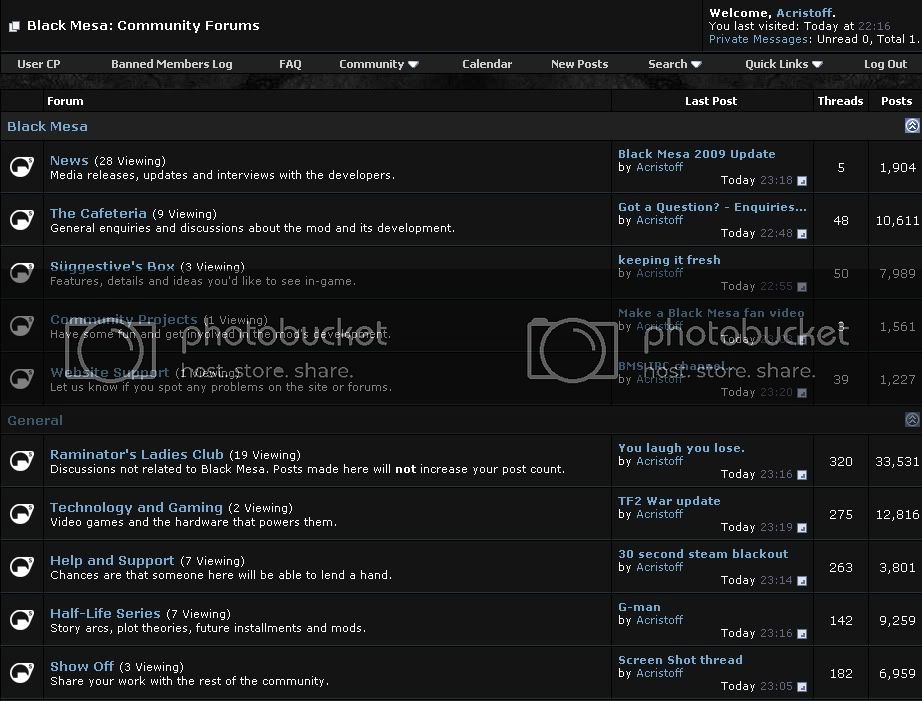 Black Mesa: Community Forums
Welcome, Acristoff.
You last visited: Today at 22:16
Private Messages: Unread 0, Total 1.
User CP Banned Members Log FAQ Community Calendar New Posts Search Quick Links Log Out
Forum Last Post Threads Posts
Black Mesa
News (28 Viewing)
Media releases, updates and interviews with the developers.
Black Mesa 2009 Update
by Acristoff
Today 23:18
5 1,904
The Cafeteria (9 Viewing)
General enquiries and discussions about the mod and its development.
Got a Question? - Enquiries...
by Acristoff
Today 22:48
48 10,611
Suggestive's Box (3 Viewing)
Features, details and ideas you'd like to see in-game.
keeping it fresh
by Acristoff
Today 22:55
50 7,989
Community Projects (1 Viewing)
Have some fun and get involved in the mod's development.
Make a Black Mesa fan video
by Acristoff
Today
3 1,561
photobucket
host. store. share.
photobucket
host. store. share.
Website Support (1 Viewing)
Let us know if you spot any problems on the site or forums.
BMS IRC channel..
by Acristoff
Today 23:20
39 1,227
General
Raminator's Ladies Club (19 Viewing)
Discussions not related to Black Mesa. Posts made here will not increase your post count.
You laugh you lose.
by Acristoff
Today 23:16
320 33,531
Technology and Gaming (2 Viewing)
Video games and the hardware that powers them.
TF2 War update
by Acristoff
Today 23:19
275 12,816
Help and Support (7 Viewing)
Chances are that someone here will be able to lend a hand.
30 second steam blackout
by Acristoff
Today 23:14
263 3,801
Half-Life Series (7 Viewing)
Story arcs, plot theories, future installments and mods.
G-man
by Acristoff
Today 23:16
142 9,259
Show Off (3 Viewing)
Share your work with the rest of the community.
Screen Shot thread
by Acristoff
Today 23:05
182 6,959